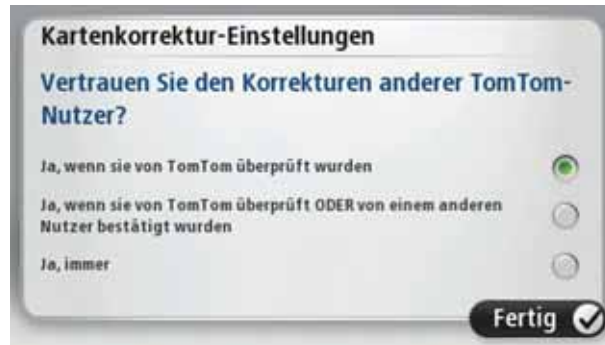 Kartenkorrektur-Einstellungen
Vertrauen Sie den Korrekturen anderer TomTom-
Nutzer?
Ja, wenn sie von TomTom überprüft wurden
Ja, wenn sie von TomTom überprüft ODER von einem anderen
Nutzer bestätigt wurden
Ja, immer
Fertig